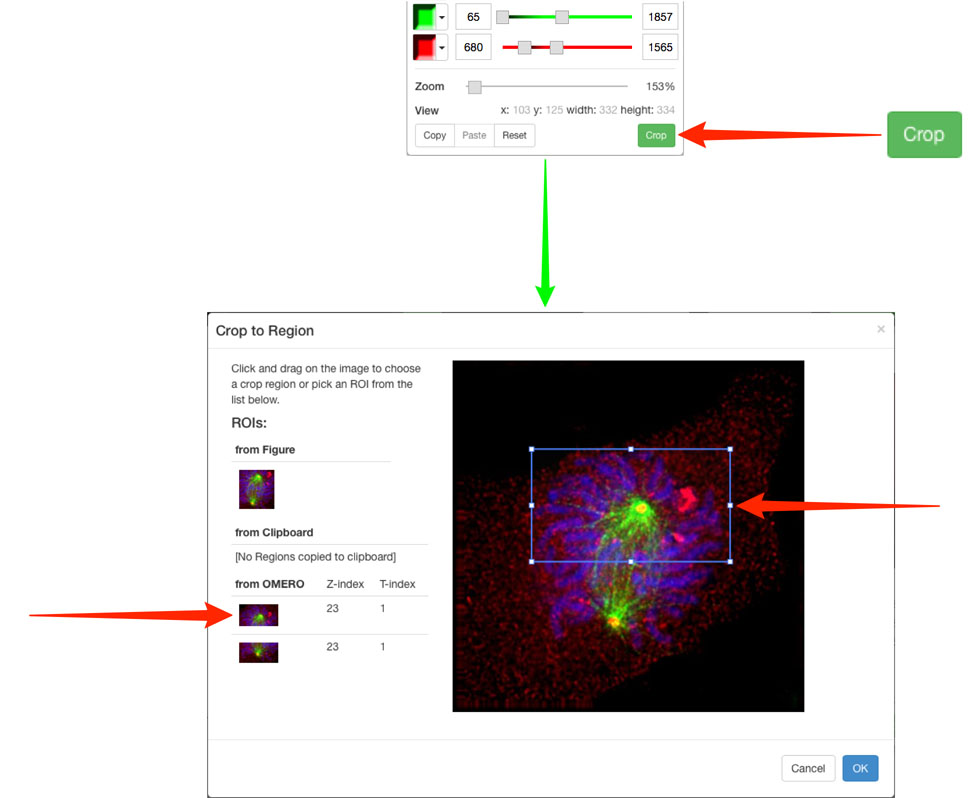 65 1857
680 1565
Zoom 153%
View x: 103 y: 125 width: 332 height: 334
Copy Paste Reset Crop
Crop
Crop to Region ×
Click and drag on the image to choose
a crop region or pick an ROI from the
list below.
ROIs:
from Figure
from Clipboard
[No Regions copied to clipboard]
from OMERO Z-index T-index
23 1
23 1
Cancel OK